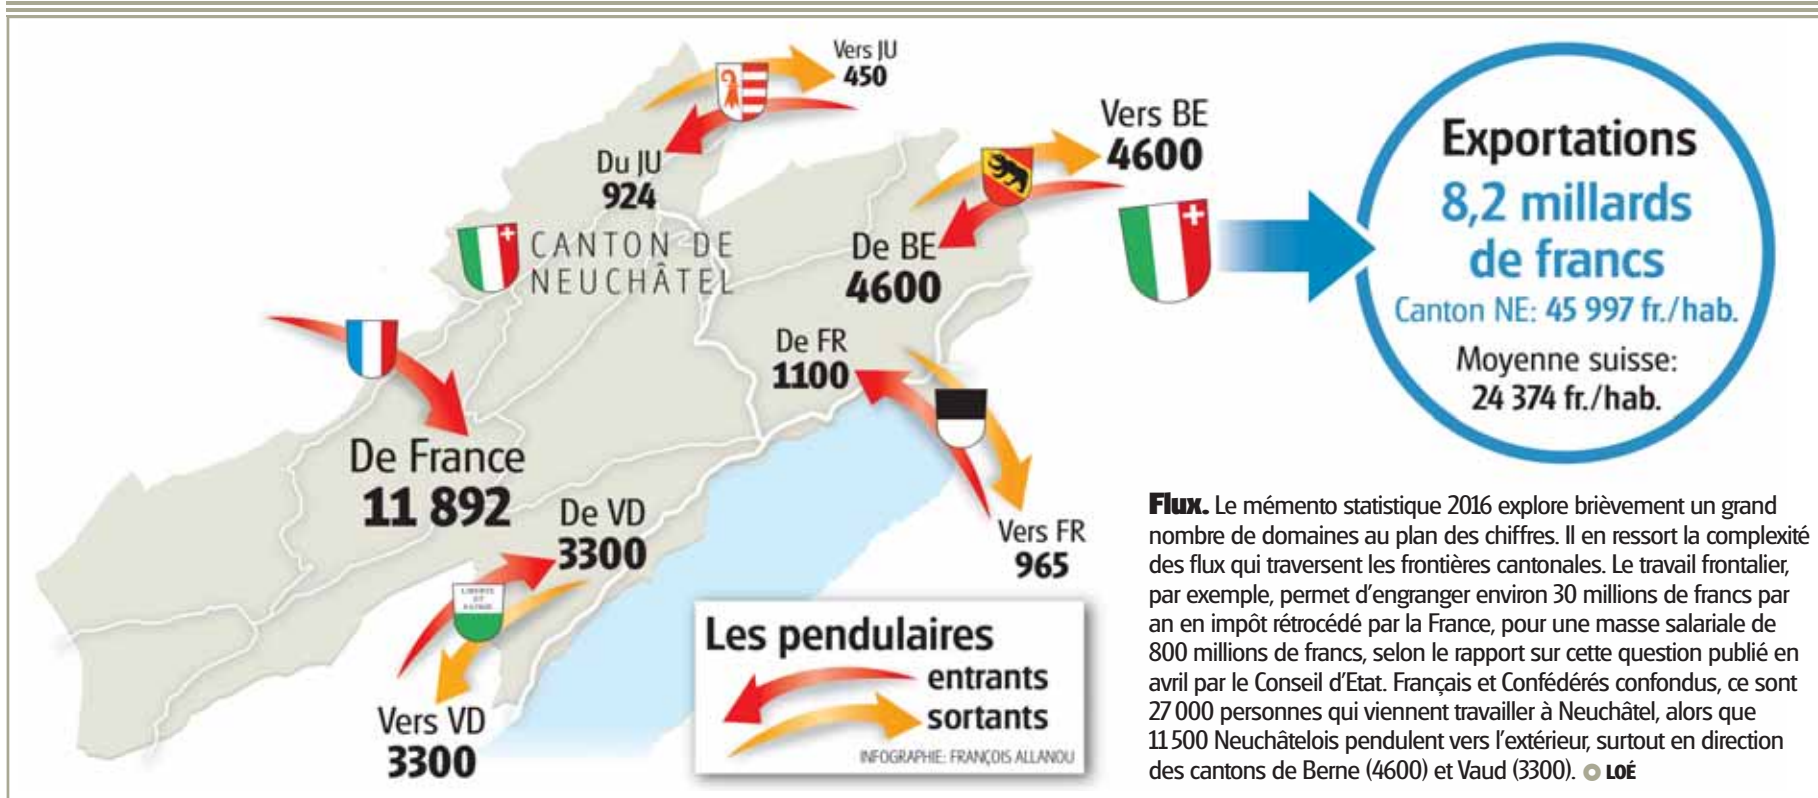 Vers JU
450
Du JU
924
Vers BE
4600
De BE
4600
CANTON DE
NEUCHÂTEL
De FR
1100
De France
11 892
De VD
3300
Vers FR
965
LIBERTÉ
ET
PATRIE
Vers VD
3300
Les pendulaires
entrants
sortants
INFOGRAPHIE: FRANÇOIS ALLANOU
Exportations
8,2 millards
de francs
Canton NE: 45 997 fr./hab.
Moyenne suisse:
24 374 fr./hab.
Flux. Le mémento statistique 2016 explore brièvement un grand
nombre de domaines au plan des chiffres. Il en ressort la complexité
des flux qui traversent les frontières cantonales. Le travail frontalier,
par exemple, permet d'engranger environ 30 millions de francs par
an en impôt rétrocédé par la France, pour une masse salariale de
800 millions de francs, selon le rapport sur cette question publié en
avril par le Conseil d'Etat. Français et Confédérés confondus, ce sont
27 000 personnes qui viennent travailler à Neuchâtel, alors que
11 500 Neuchâtelois pendulent vers l'extérieur, surtout en direction
des cantons de Berne (4600) et Vaud (3300). LOÉ